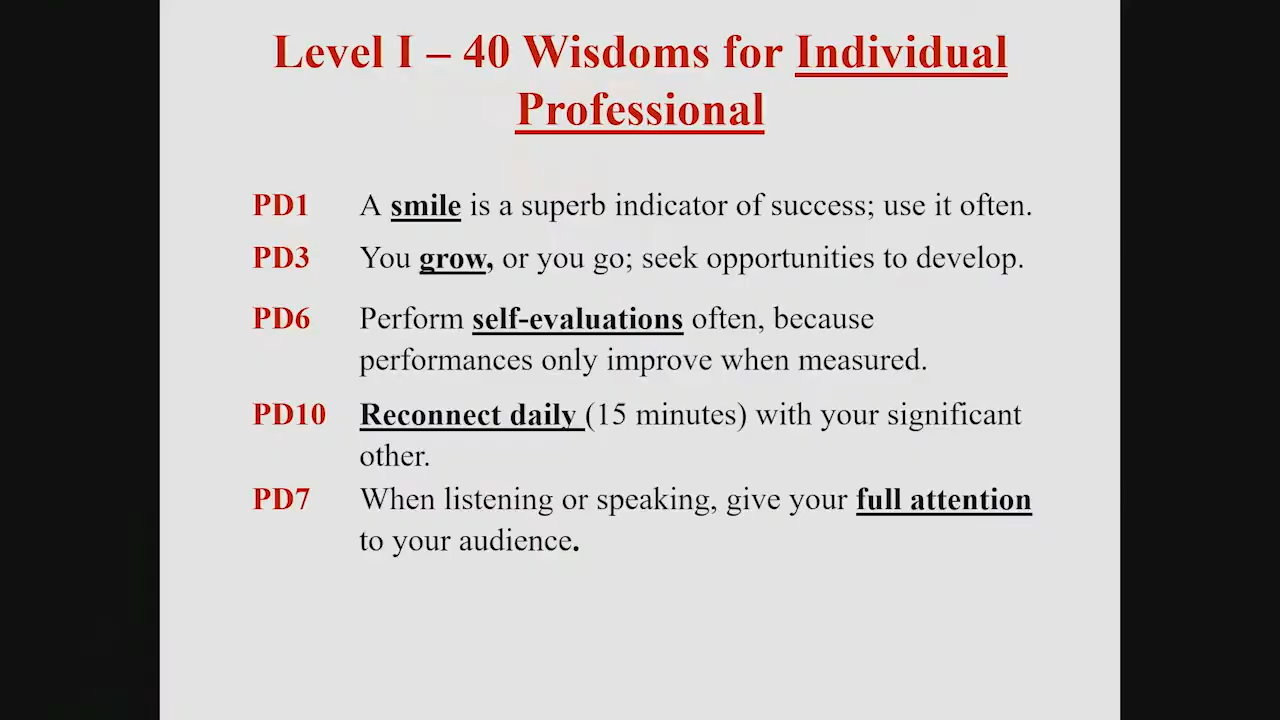 Level I – 40 Wisdoms for Individual
Professional
PD1 A smile is a superb indicator of success; use it often.
PD3 You grow, or you go; seek opportunities to develop.
PD6 Perform self-evaluations often, because
performances only improve when measured.
PD10 Reconnect daily (15 minutes) with your significant
other.
PD7 When listening or speaking, give your full attention
to your audience.